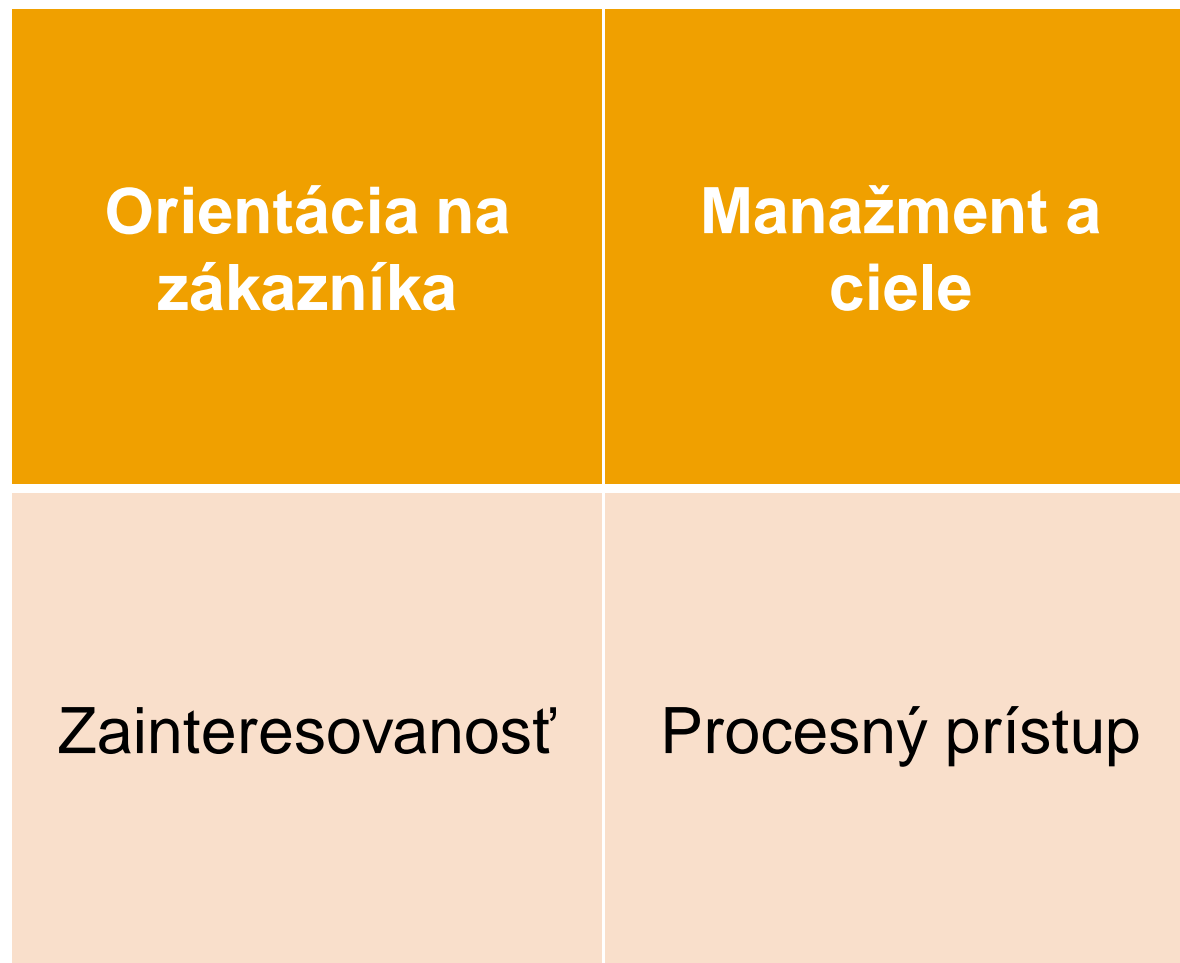 Orientácia na
zákazníka
Manažment a
ciele
Zainteresovanosť
Procesný prístup